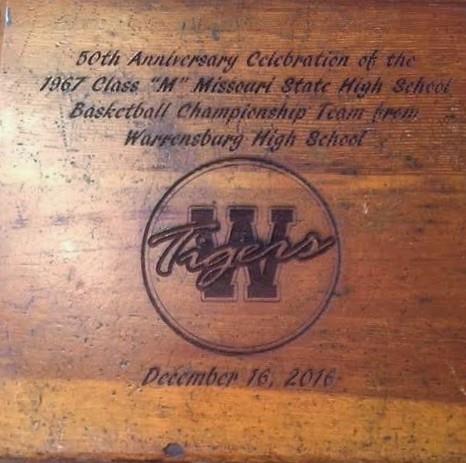 50th Anniversary Celebration of the
1967 Class "M" Missouri State High School
Basketball Championship Team from
Warrensburg High School
W
Tigers
December 16, 2016